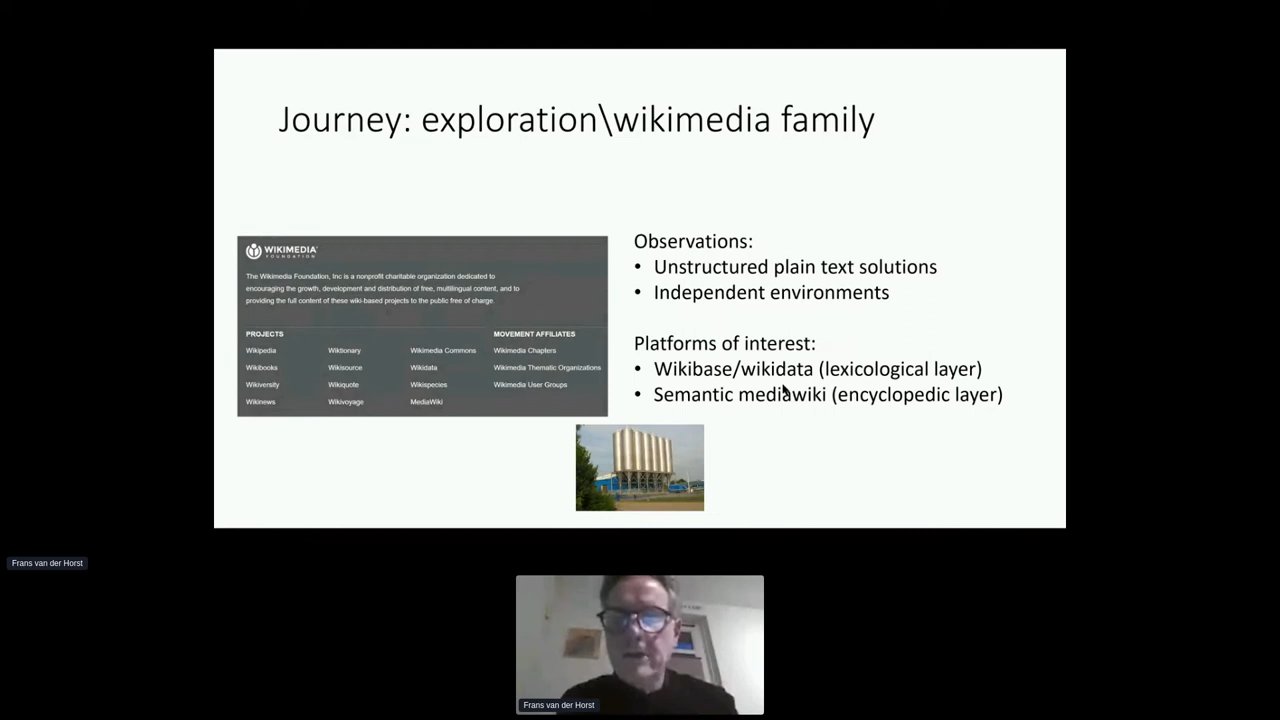 Journey: exploration\wikimedia family
WIKIMEDIA
FOUNDATION
The Wikimedia Foundation, Inc is a nonprofit charitable organization dedicated to
encouraging the growth, development and distribution of free, multilingual content, and to
providing the full content of these wiki-based projects to the public free of charge.
PROJECTS
Wikipedia Wiktionary Wikimedia Commons
Wikibooks Wikisource Wikidata
Wikiversity Wikiquote Wikispecies
Wikinews Wikivoyage MediaWiki
MOVEMENT AFFILIATES
Wikimedia Chapters
Wikimedia Thematic Organizations
Wikimedia User Groups
Observations:
• Unstructured plain text solutions
• Independent environments
Platforms of interest:
• Wikibase/wikidata (lexicological layer)
• Semantic mediawiki (encyclopedic layer)
Frans van der Horst
Frans van der Horst